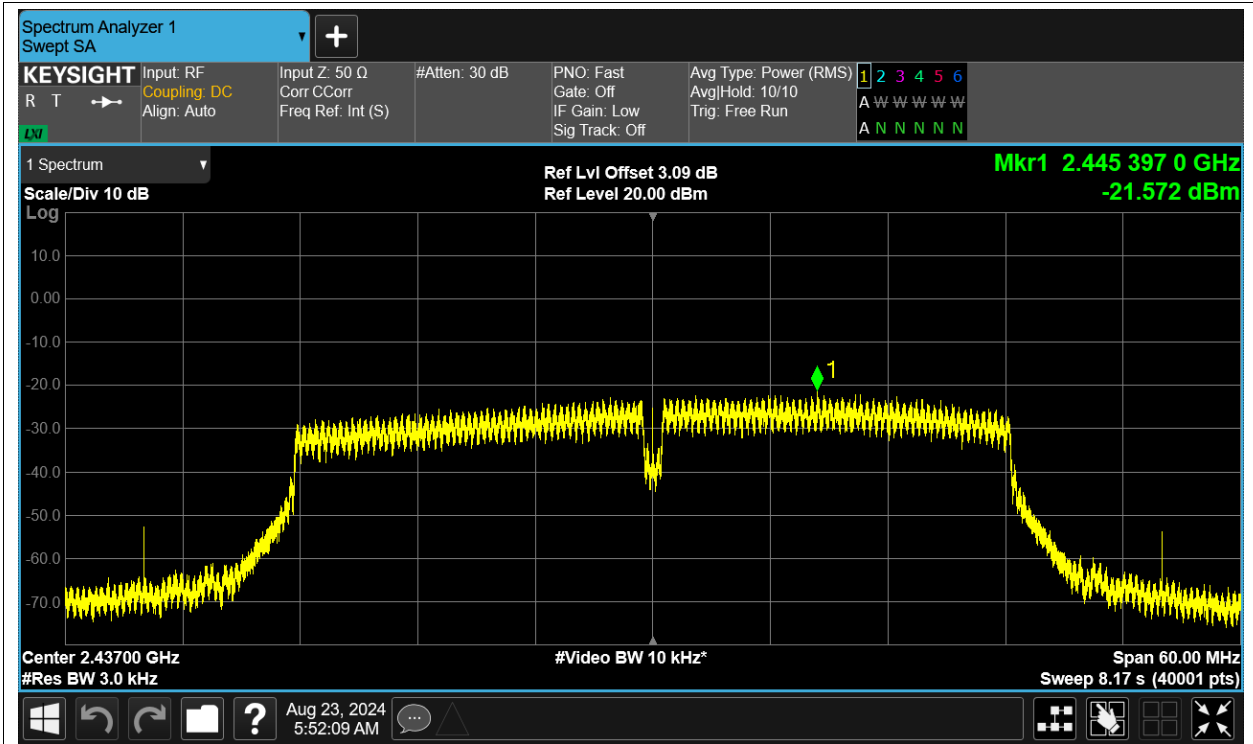 Spectrum Analyzer 1
Swept SA
+
KEYSIGHT
R T
LXI
Input: RF
Coupling: DC
Align: Auto
Input Z: 50 Ω
Corr CCorr
Freq Ref: Int (S)
#Atten: 30 dB
PNO: Fast
Gate: Off
IF Gain: Low
Sig Track: Off
Avg Type: Power (RMS)
Avg|Hold: 10/10
Trig: Free Run
1 2 3 4 5 6
A W W W W W
A N N N N N
1 Spectrum
Scale/Div 10 dB
Log
Ref Lvl Offset 3.09 dB
Ref Level 20.00 dBm
Mkr1 2.445 397 0 GHz
-21.572 dBm
10.0
0.00
-10.0
-20.0
-30.0
-40.0
-50.0
-60.0
-70.0
1
Center 2.43700 GHz
#Res BW 3.0 kHz
#Video BW 10 kHz*
Span 60.00 MHz
Sweep 8.17 s (40001 pts)
?
Aug 23, 2024
5:52:09 AM